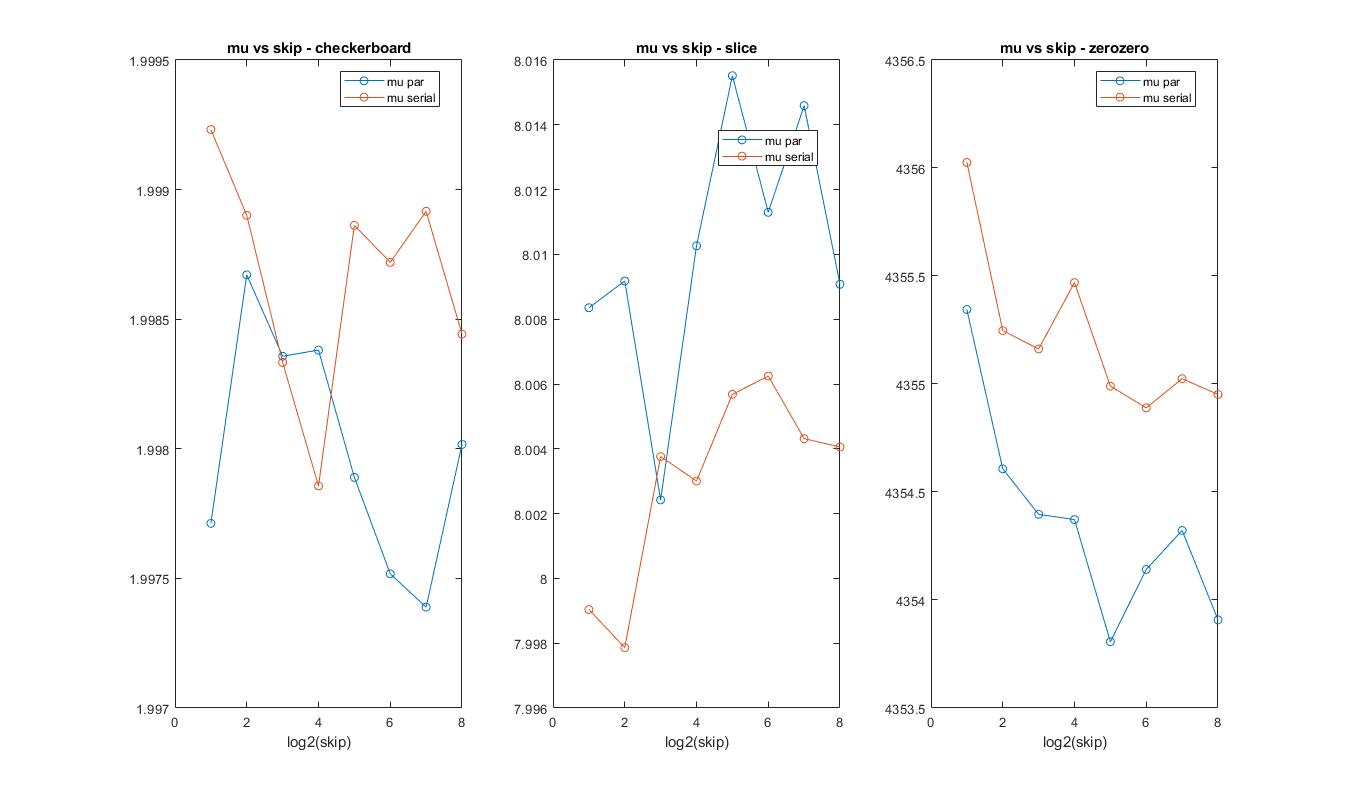 mu vs skip - checkerboard
mu par
mu serial
1.9995
1.999
1.9985
1.998
1.9975
1.997
0 2 4 6 8
log2(skip)
mu vs skip - slice
mu par
mu serial
8.016
8.014
8.012
8.01
8.008
8.006
8.004
8.002
8
7.998
7.996
0 2 4 6 8
log2(skip)
mu vs skip - zerozero
mu par
mu serial
4356.5
4356
4355.5
4355
4354.5
4354
4353.5
0 2 4 6 8
log2(skip)